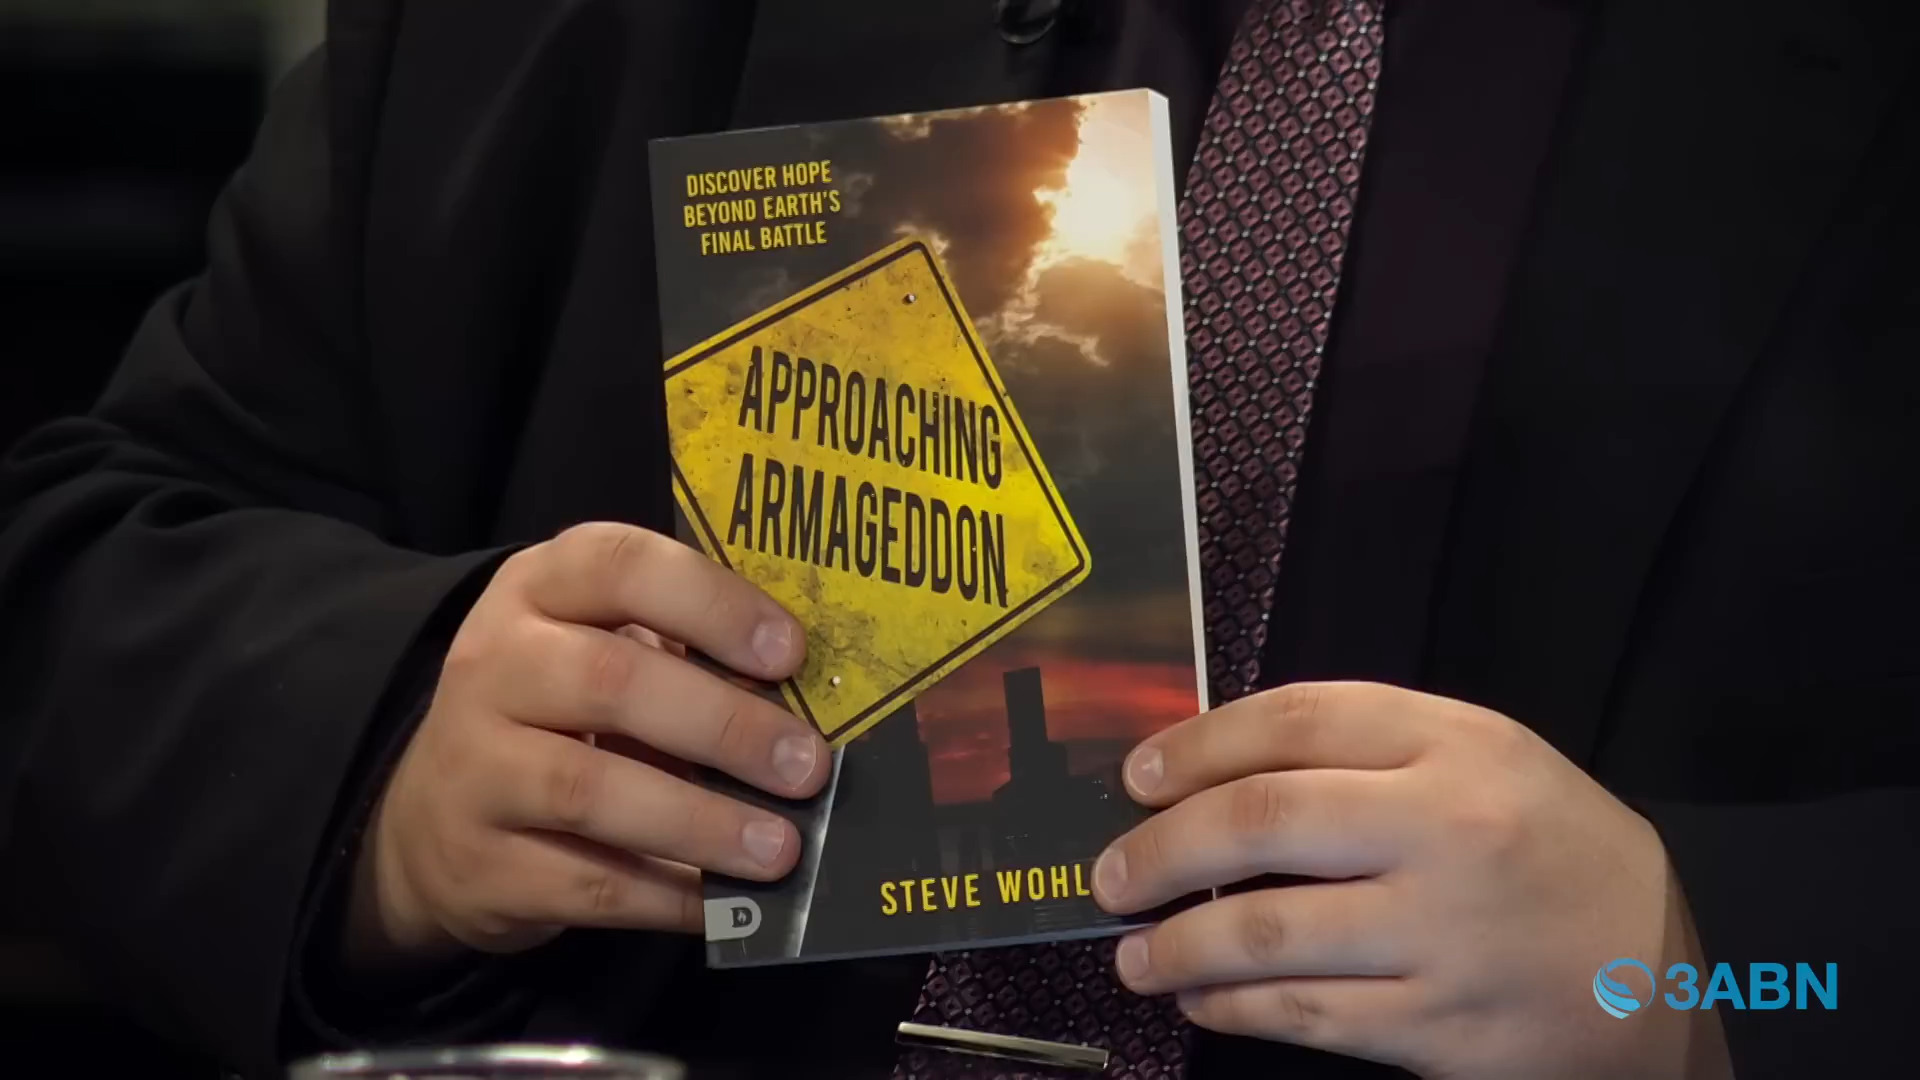 DISCOVER HOPE
BEYOND EARTH'S
FINAL BATTLE
APPROACHING
ARMAGEDDON
STEVE WOHL
D
3ABN